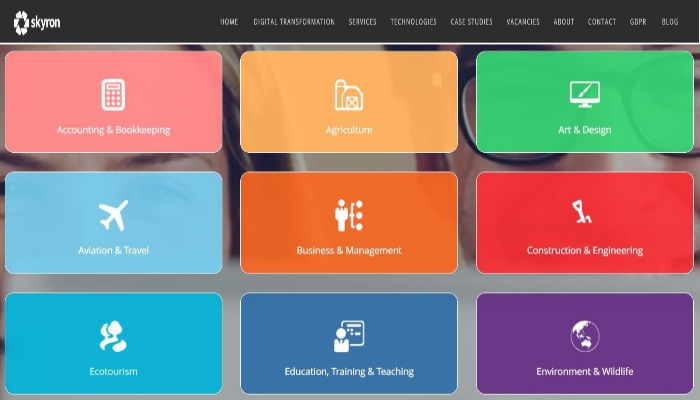 skyron
HOME DIGITAL TRANSFORMATION SERVICES TECHNOLOGIES CASE STUDIES VACANCIES ABOUT CONTACT GDPR BLOG
Accounting & Bookkeeping
Agriculture
Art & Design
Aviation & Travel
Business & Management
Construction & Engineering
Ecotourism
Education, Training & Teaching
Environment & Wildlife